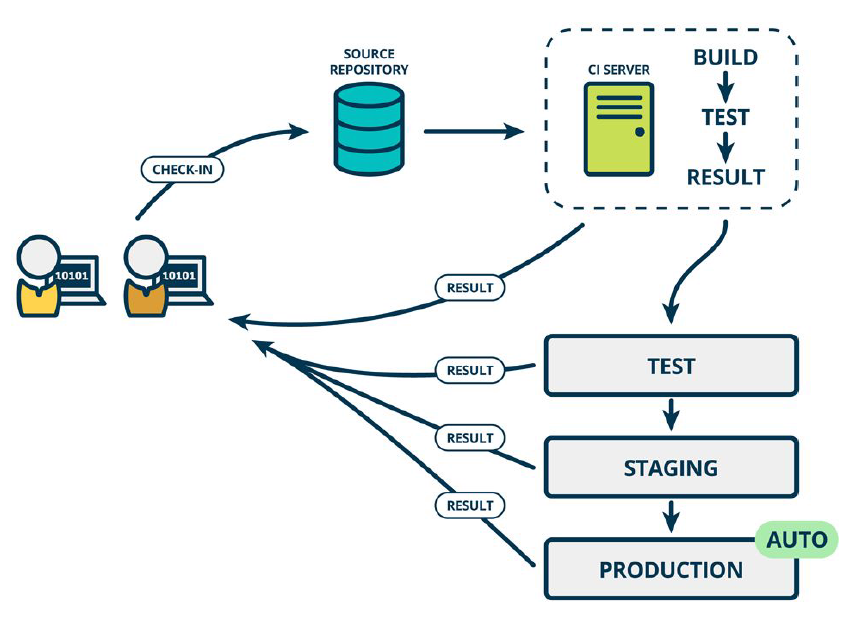 SOURCE
REPOSITORY
CI SERVER
BUILD
TEST
RESULT
CHECK-IN
10101
10101
RESULT
RESULT
TEST
RESULT
STAGING
RESULT
AUTO
PRODUCTION